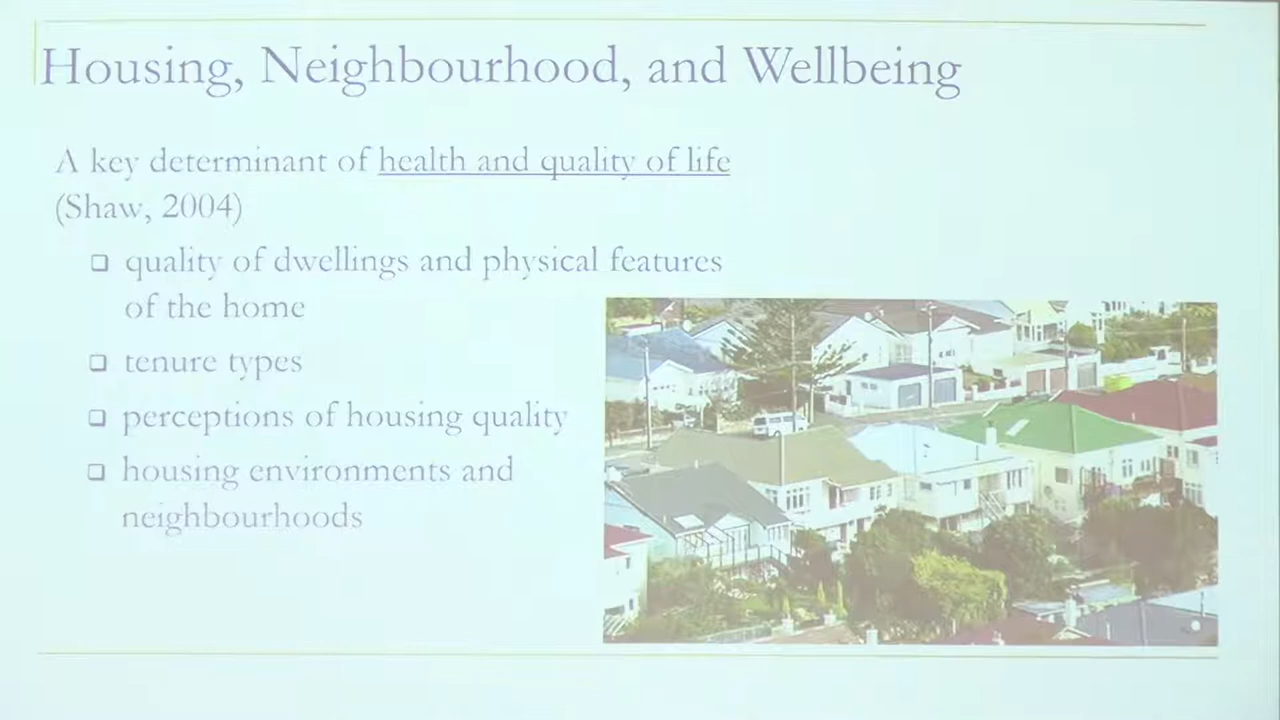 Housing, Neighbourhood, and Wellbeing
A key determinant of health and quality of life
(Shaw, 2004)
❑ quality of dwellings and physical features
of the home
❑ tenure types
❑ perceptions of housing quality
❑ housing environments and
neighbourhoods